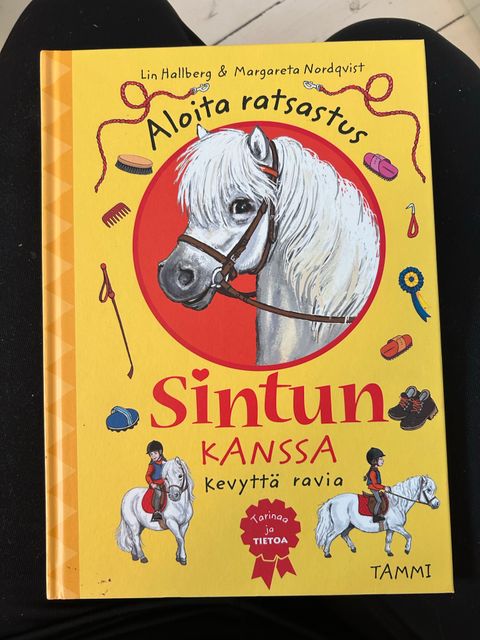 Lin Hallberg & Margareta Nordqvist
Aloita ratsastus
Sintun
KANSSA
Kevyttä ravia
Tarinaa
ja
TIETOA
TAMMI